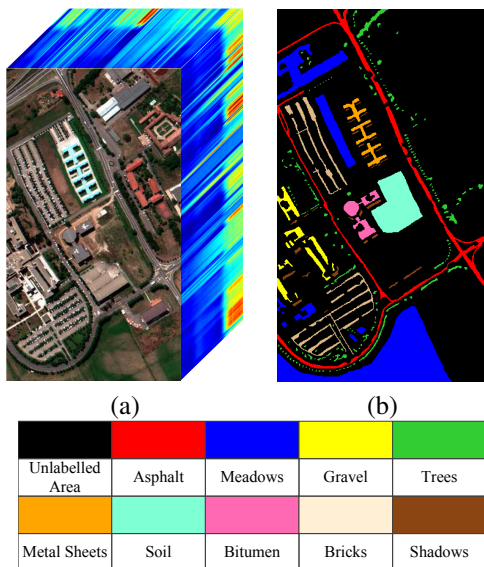 (a) (b)
Unlabelled Area Asphalt Meadows Gravel Trees
Metal Sheets Soil Bitumen Bricks Shadows